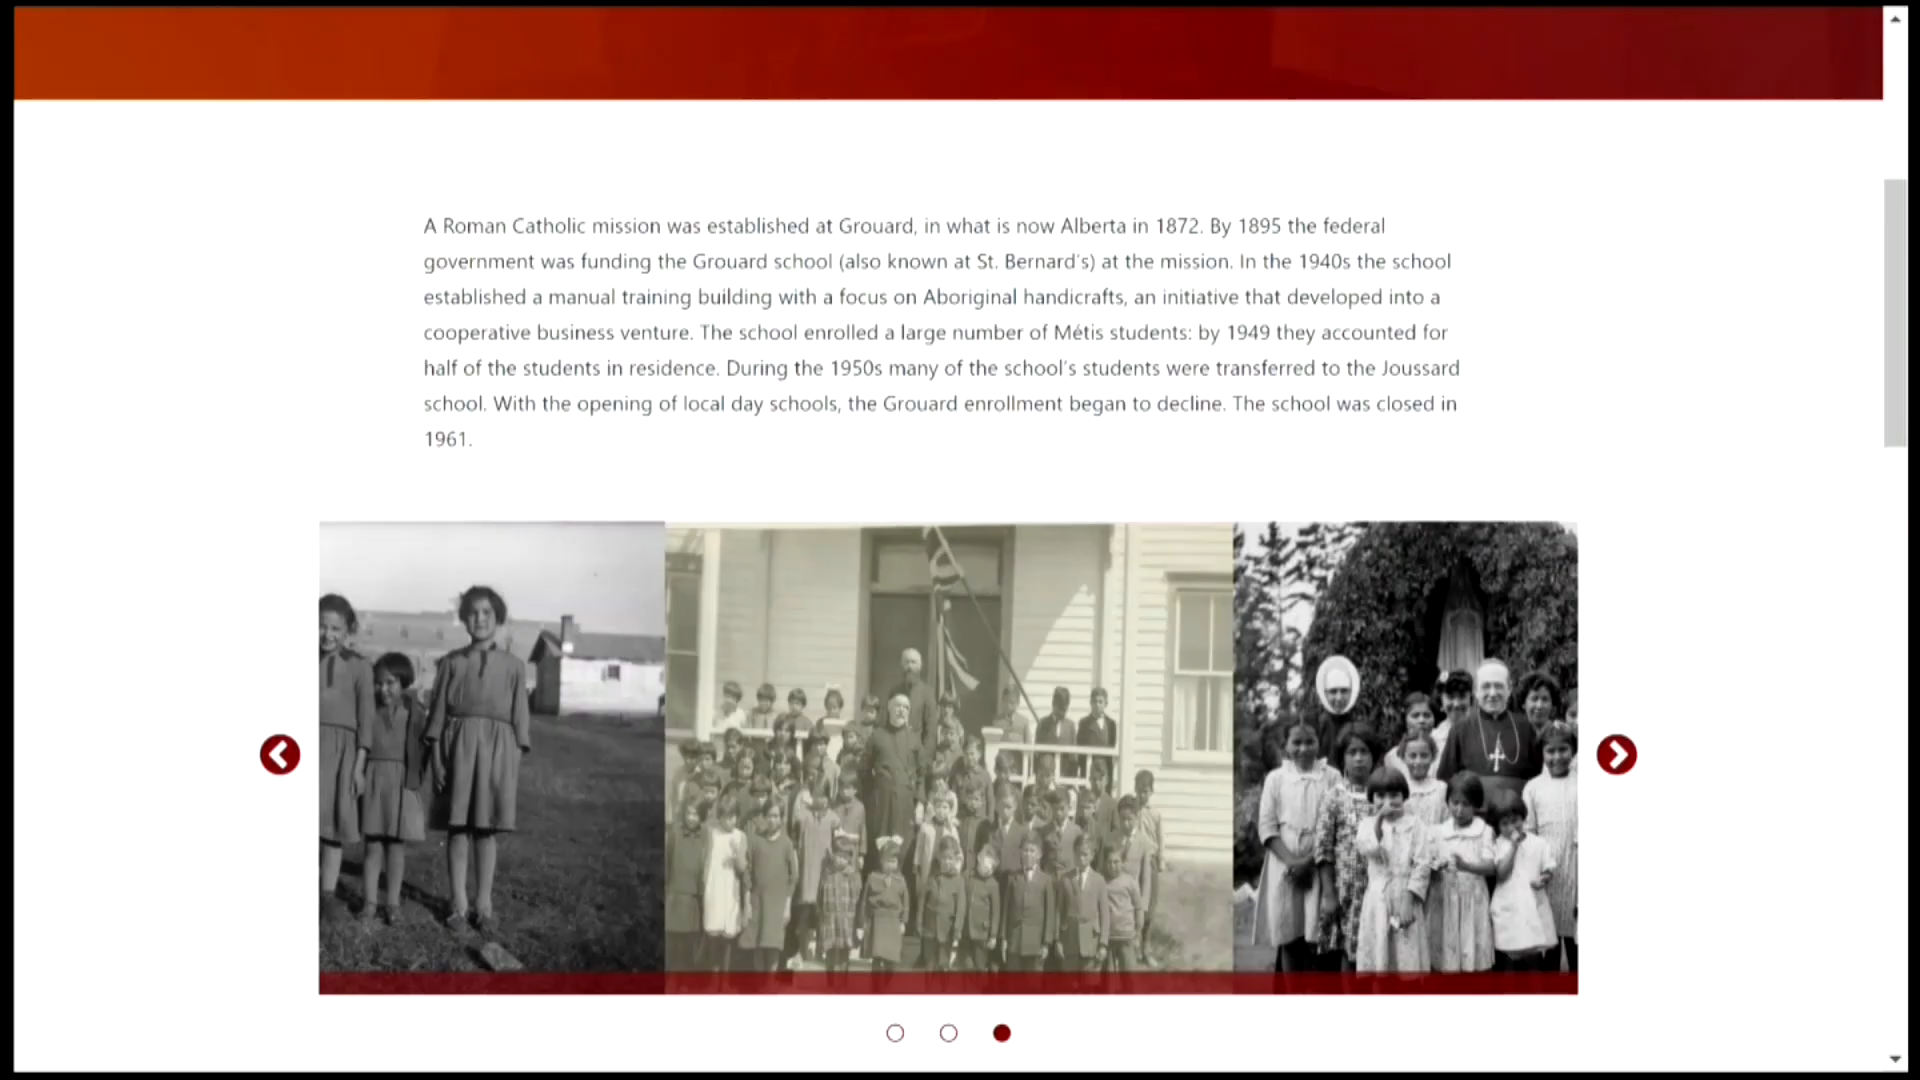 A Roman Catholic mission was established at Grouard, in what is now Alberta in 1872. By 1895 the federal
government was funding the Grouard school (also known at St. Bernard's) at the mission. In the 1940s the school
established a manual training building with a focus on Aboriginal handicrafts, an initiative that developed into a
cooperative business venture. The school enrolled a large number of Métis students: by 1949 they accounted for
half of the students in residence. During the 1950s many of the school's students were transferred to the Joussard
school. With the opening of local day schools, the Grouard enrollment began to decline. The school was closed in
1961.